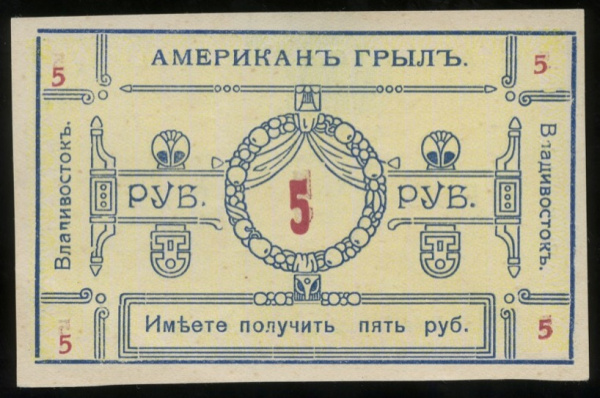 5 АМЕРИКАНЪ ГРЫЛЪ. 5
Владивостокъ.
РУБ. 5 РУБ.
Владивостокъ.
5 Имѣете получить пять руб. 5